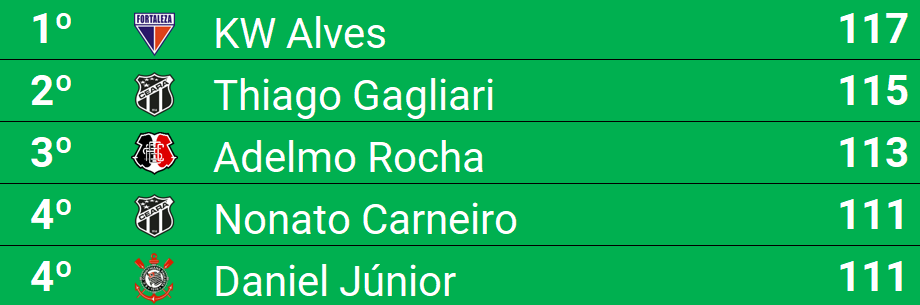 1º FORTALEZA KW Alves 117
2º CEARÁ Thiago Gagliari 115
3º Adelmo Rocha 113
4º CEARÁ Nonato Carneiro 111
4º Daniel Júnior 111